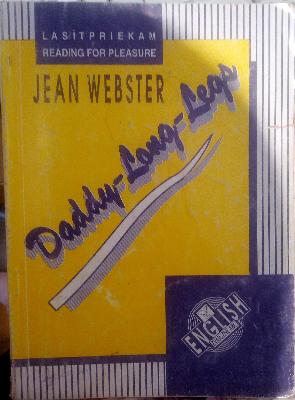 LASĪTPRIEKAM
READING FOR PLEASURE
JEAN WEBSTER
Daddy-Long-Legs
ENGLISH